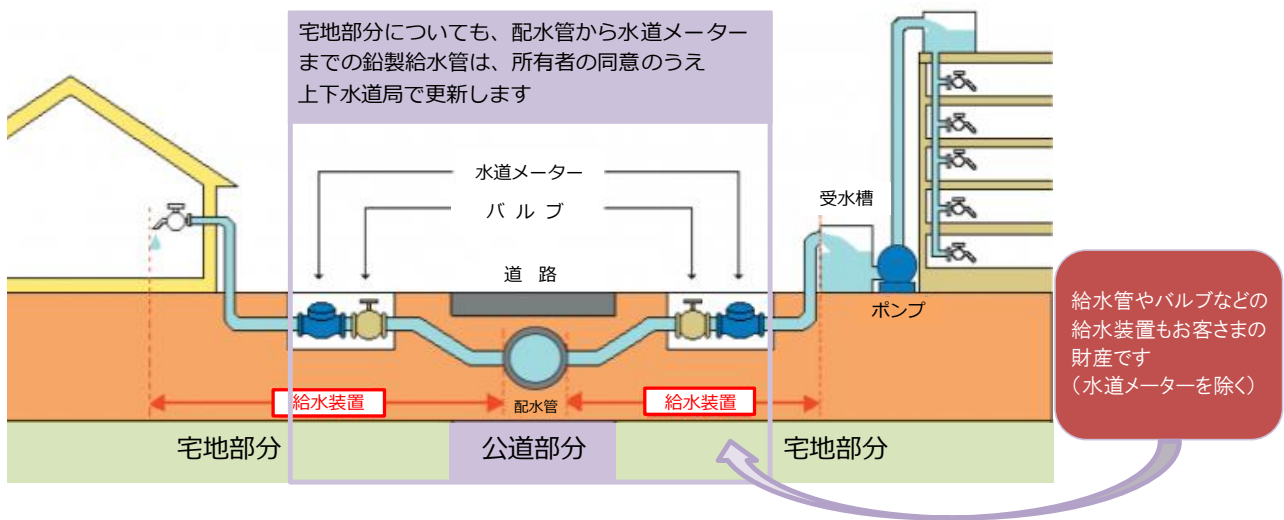 宅地部分についても、配水管から水道メーター
までの鉛製給水管は、所有者の同意のうえ
上下水道局で更新します
水道メーター
バ ル ブ
受水槽
道 路
ポンプ
給水管やバルブなどの
給水装置もお客さまの
財産です
（水道メーターを除く）
給水装置
配水管
給水装置
宅地部分
公道部分
宅地部分